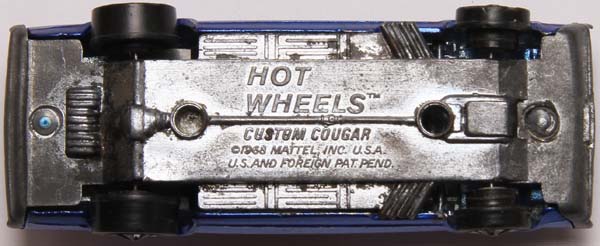 HOT
WHEELS™
CUSTOM COUGAR
©1968 MATTEL, INC. U.S.A.
U.S. AND FOREIGN PAT. PEND.